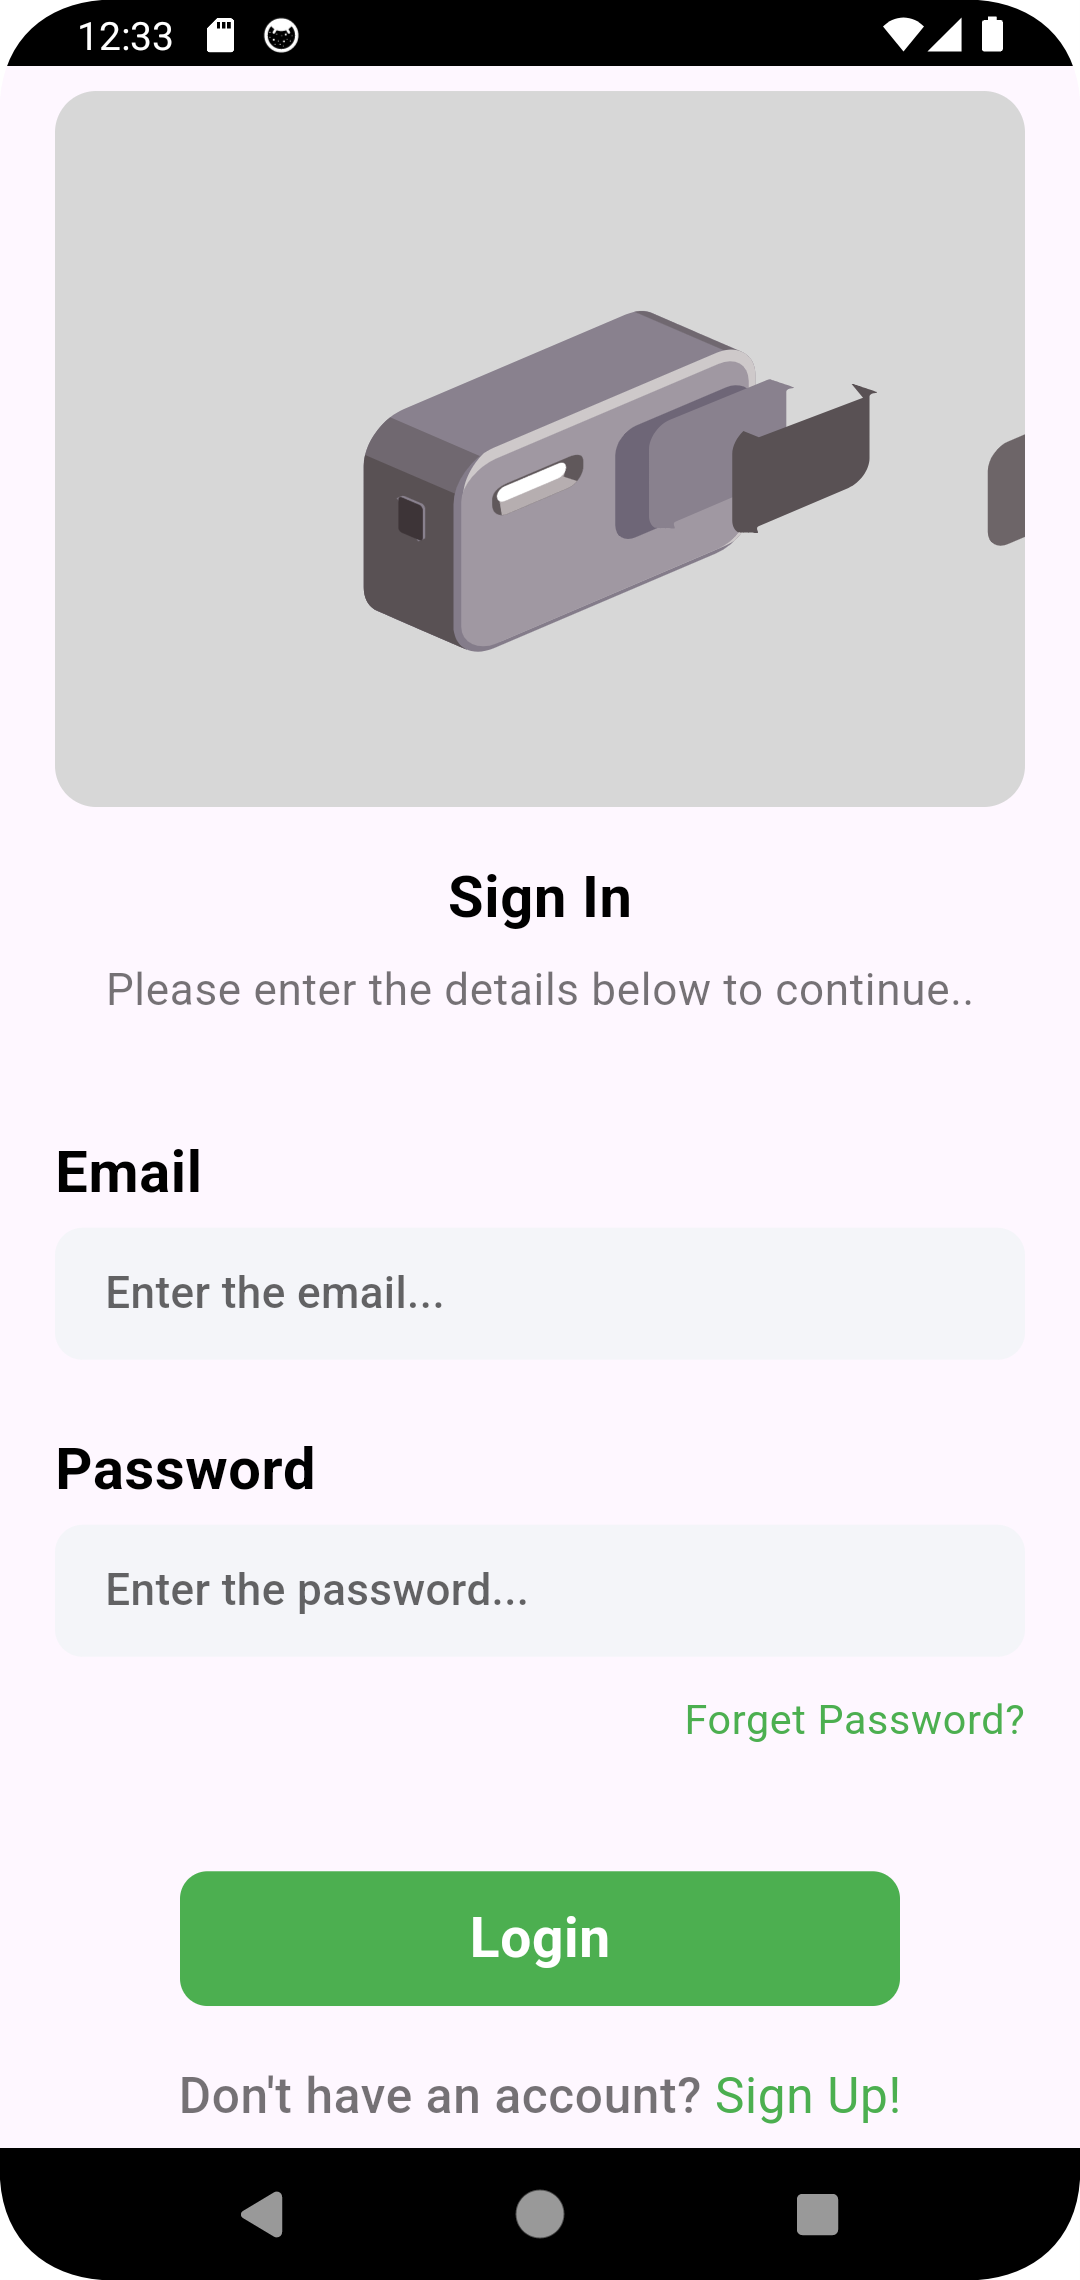 12:33
Sign In
Please enter the details below to continue..
Email
Enter the email...
Password
Enter the password...
Forget Password?
Login
Don't have an account? Sign Up!